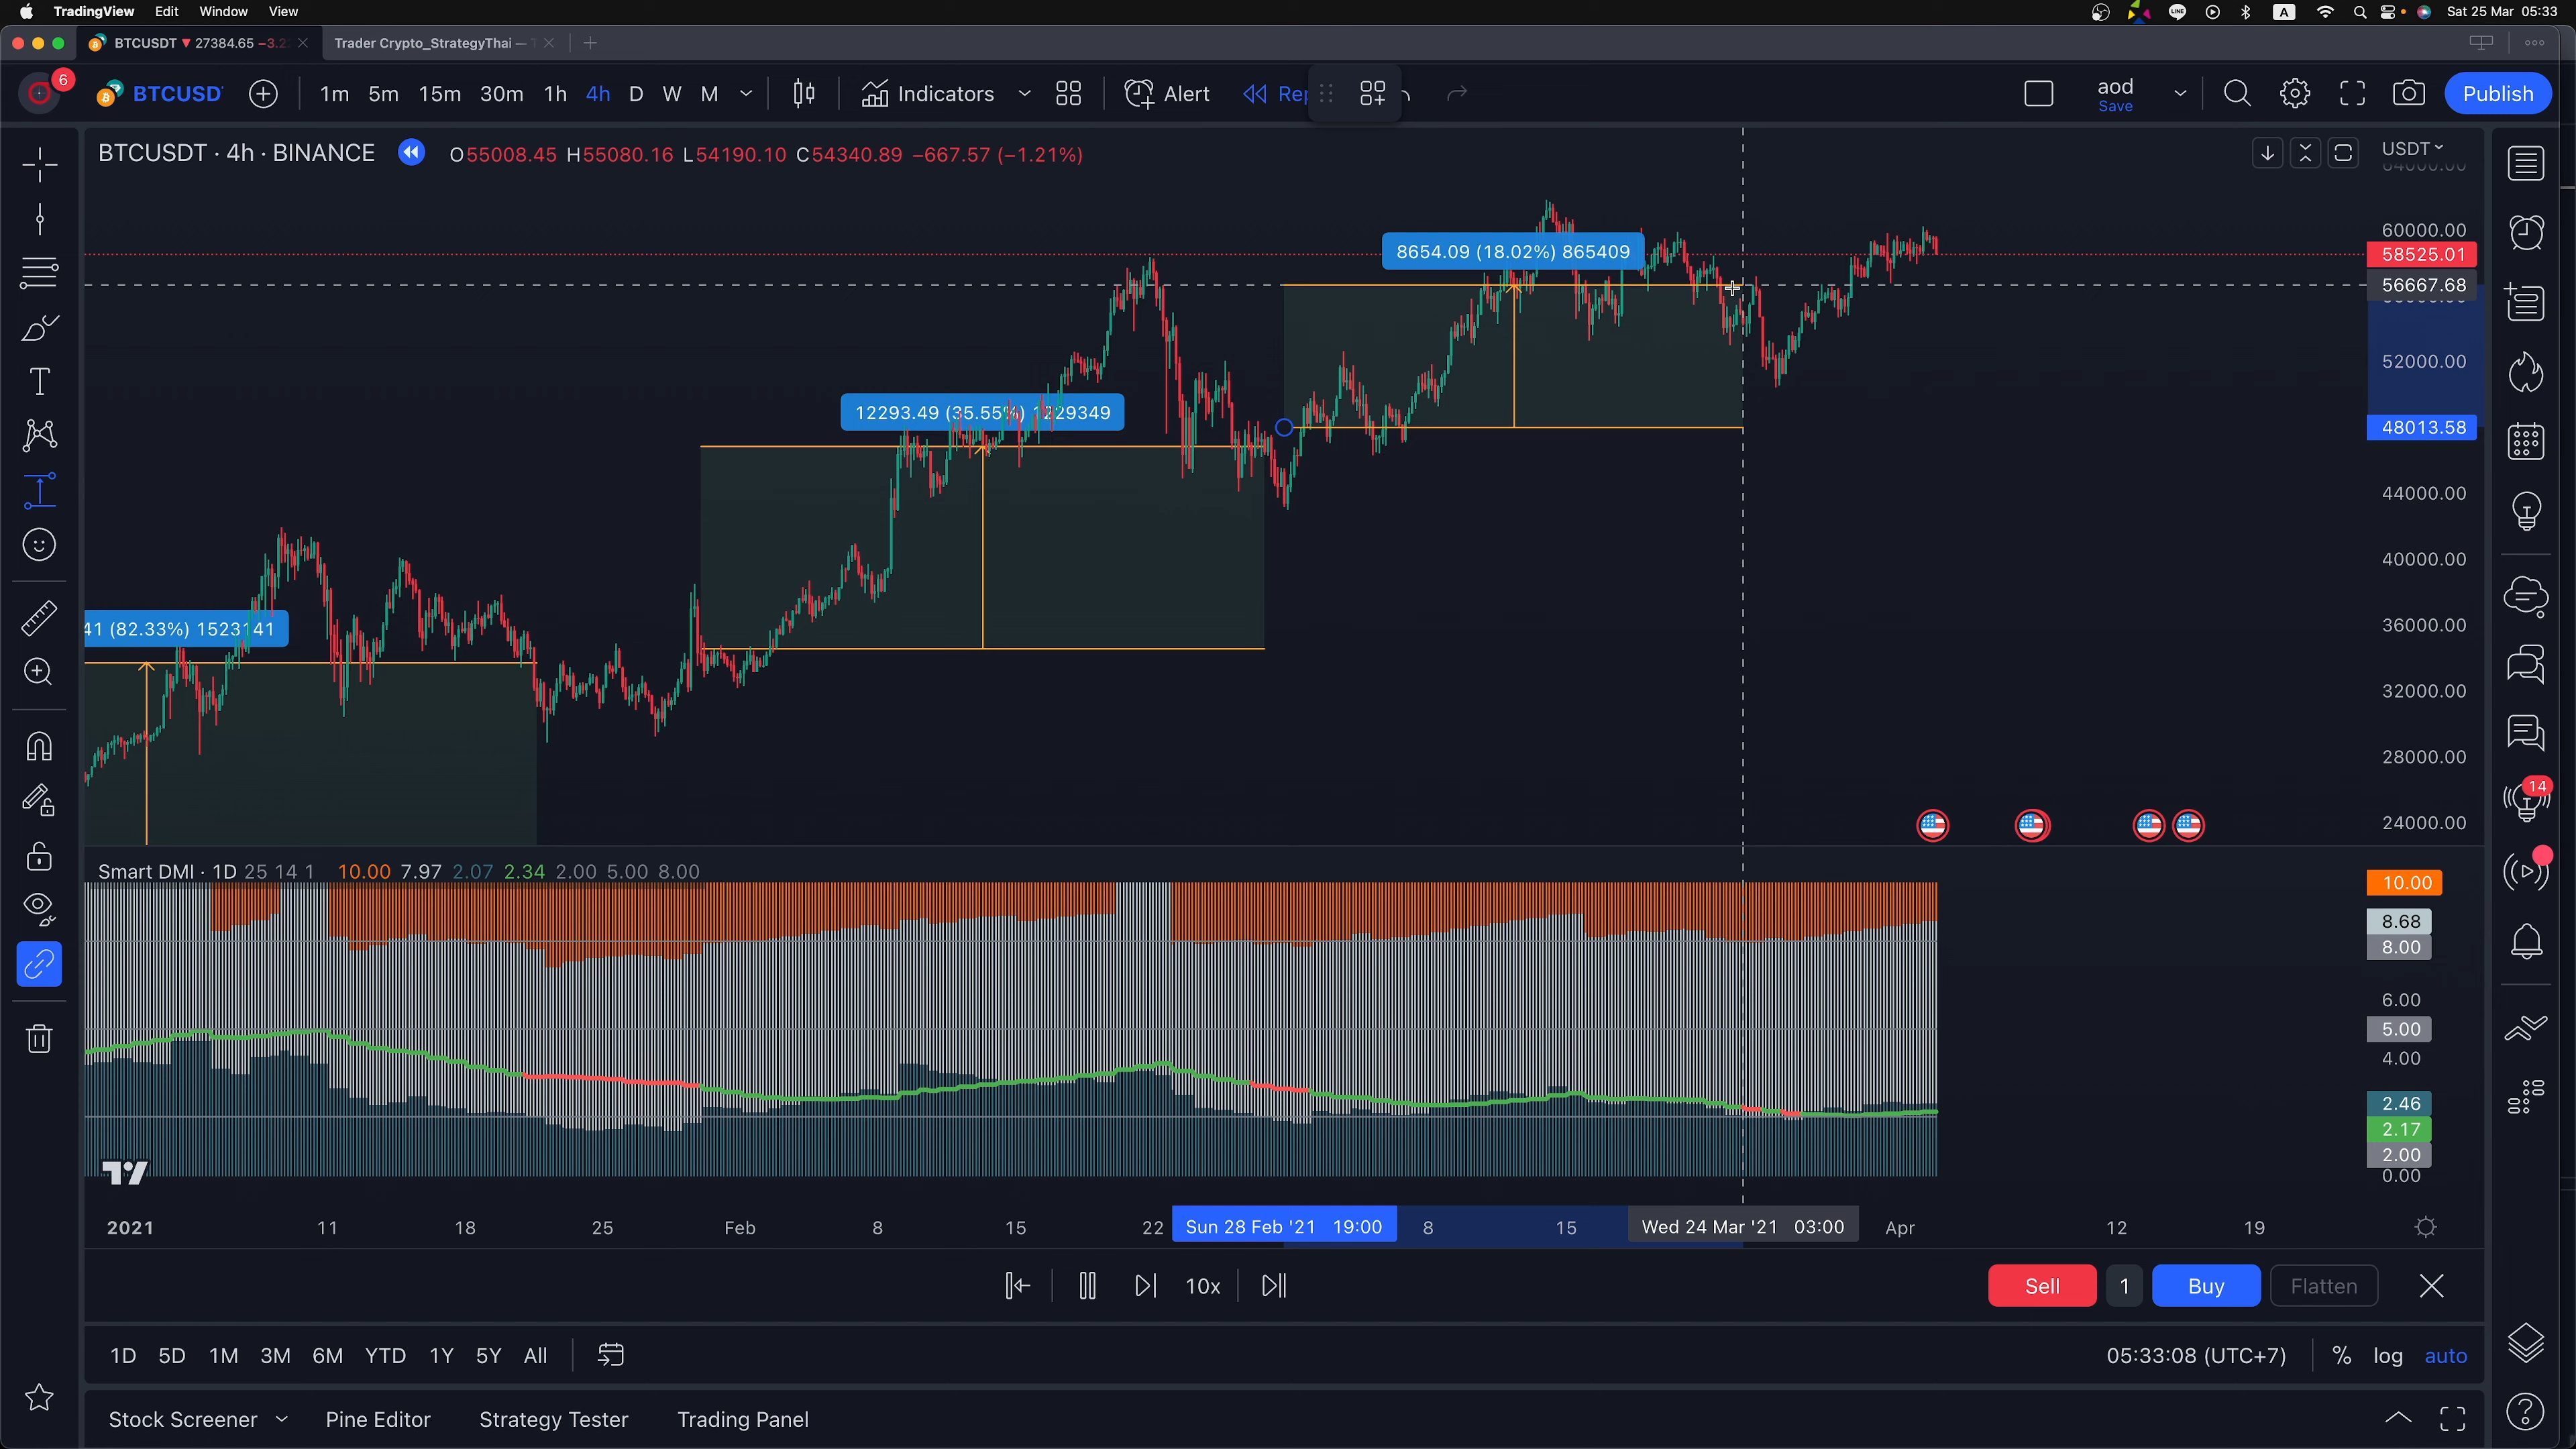 TradingView Edit Window View
A Sat 25 Mar 05:33
BTCUSDT ▼ 27384.65 −3.2 Trader Crypto_StrategyThai —
6 BTCUSD 1m 5m 15m 30m 1h 4h D W M Indicators Alert Rep aod Save Publish
BTCUSDT · 4h · BINANCE O55008.45 H55080.16 L54190.10 C54340.89 −667.57 (−1.21%)
USDT
60000.00
58525.01
56667.68
52000.00
48013.58
44000.00
40000.00
36000.00
32000.00
28000.00
24000.00
8654.09 (18.02%) 865409
12293.49 (35.55%) 1229349
41 (82.33%) 1523141
14
Smart DMI · 1D 25 14 1 10.00 7.97 2.07 2.34 2.00 5.00 8.00
10.00
8.68
8.00
6.00
5.00
4.00
2.46
2.17
2.00
0.00
2021 11 18 25 Feb 8 15 22 Sun 28 Feb '21 19:00 8 15 Wed 24 Mar '21 03:00 Apr 12 19
10x Sell 1 Buy Flatten
1D 5D 1M 3M 6M YTD 1Y 5Y All 05:33:08 (UTC+7) % log auto
Stock Screener Pine Editor Strategy Tester Trading Panel